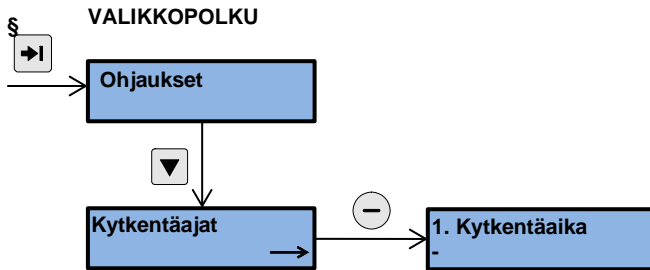 VALIKKOPOLKU
§
Ohjaukset
Kytkentäajat
1. Kytkentäaika
-